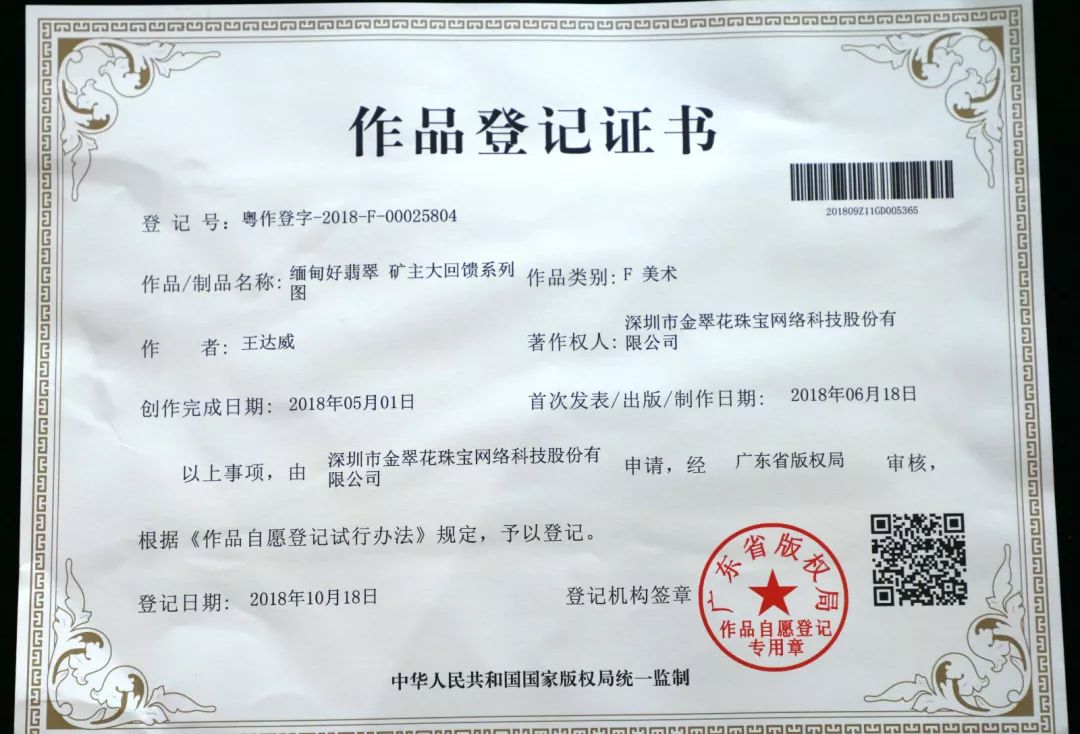 作品登记证书
201809Z11GD005365
登 记 号：粤作登字-2018-F-00025804
作品/制品名称：缅甸好翡翠 矿主大回馈系列
图
作品类别：F 美术
作 者：王达威
著作权人：深圳市金翠花珠宝网络科技股份有
限公司
创作完成日期：2018年05月01日
首次发表/出版/制作日期：2018年06月18日
以上事项，由 深圳市金翠花珠宝网络科技股份有
限公司
申请，经 广东省版权局 审核，
根据《作品自愿登记试行办法》规定，予以登记。
登记日期：2018年10月18日
登记机构签章
广东省版权局
作品自愿登记
专用章
中华人民共和国国家版权局统一监制